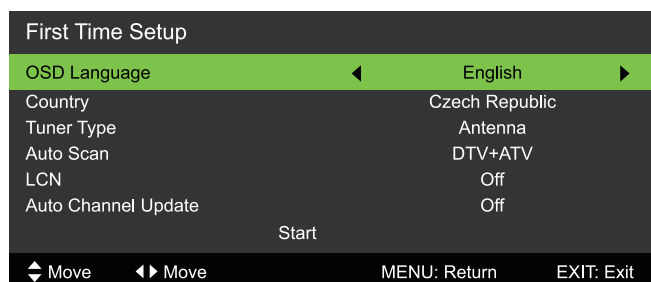 First Time Setup
OSD Language English
Country Czech Republic
Tuner Type Antenna
Auto Scan DTV+ATV
LCN Off
Auto Channel Update Off
Start
Move Move MENU: Return EXIT: Exit